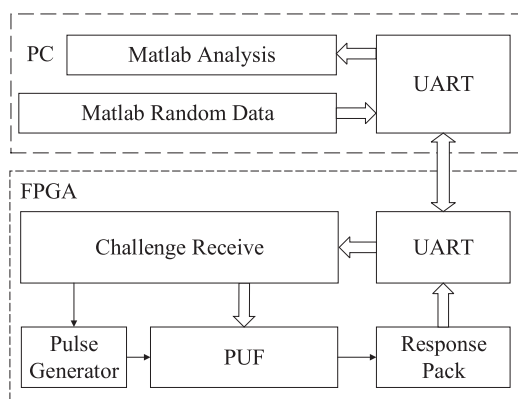 PC
Matlab Analysis
UART
Matlab Random Data
FPGA
Challenge Receive
UART
Pulse
Generator
PUF
Response
Pack